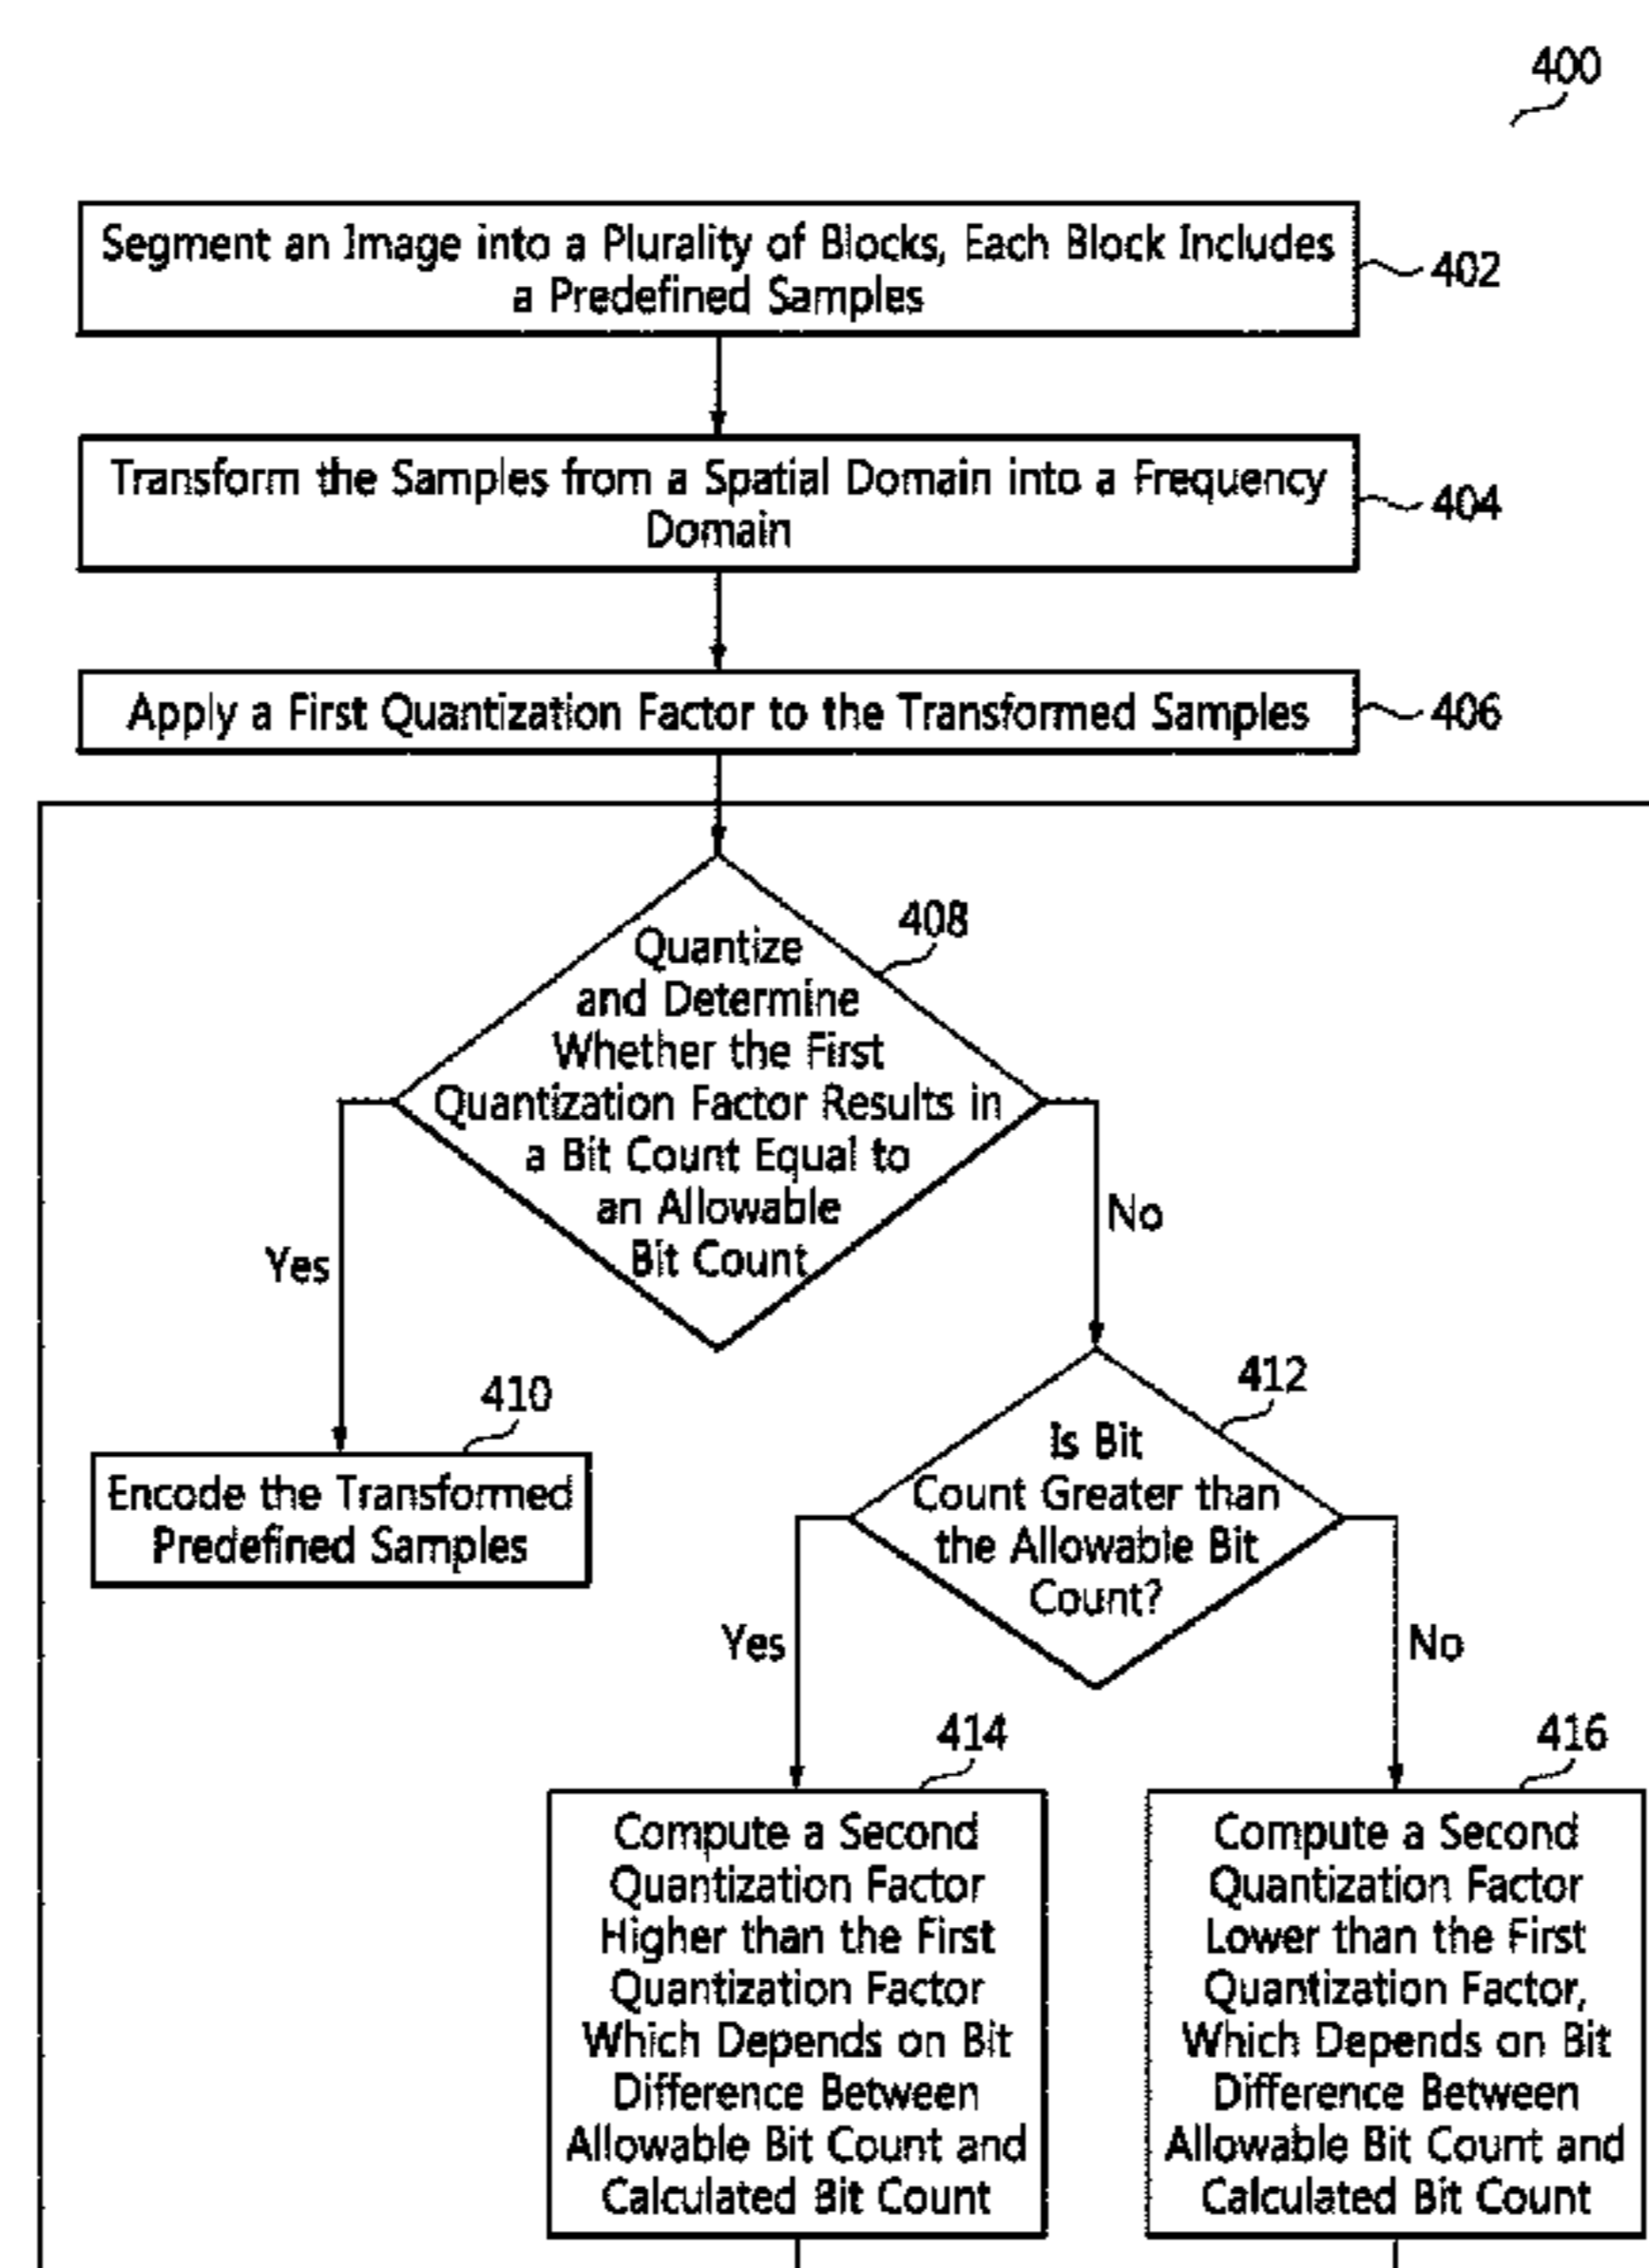 400
Segment an Image into a Plurality of Blocks, Each Block Includes
a Predefined Samples
402
Transform the Samples from a Spatial Domain into a Frequency
Domain
404
Apply a First Quantization Factor to the Transformed Samples
406
408
Quantize
and Determine
Whether the First
Quantization Factor Results in
a Bit Count Equal to
an Allowable
Bit Count
Yes
No
410
Encode the Transformed
Predefined Samples
412
Is Bit
Count Greater than
the Allowable Bit
Count?
Yes
No
414
Compute a Second
Quantization Factor
Higher than the First
Quantization Factor
Which Depends on Bit
Difference Between
Allowable Bit Count and
Calculated Bit Count
416
Compute a Second
Quantization Factor
Lower than the First
Quantization Factor,
Which Depends on Bit
Difference Between
Allowable Bit Count and
Calculated Bit Count